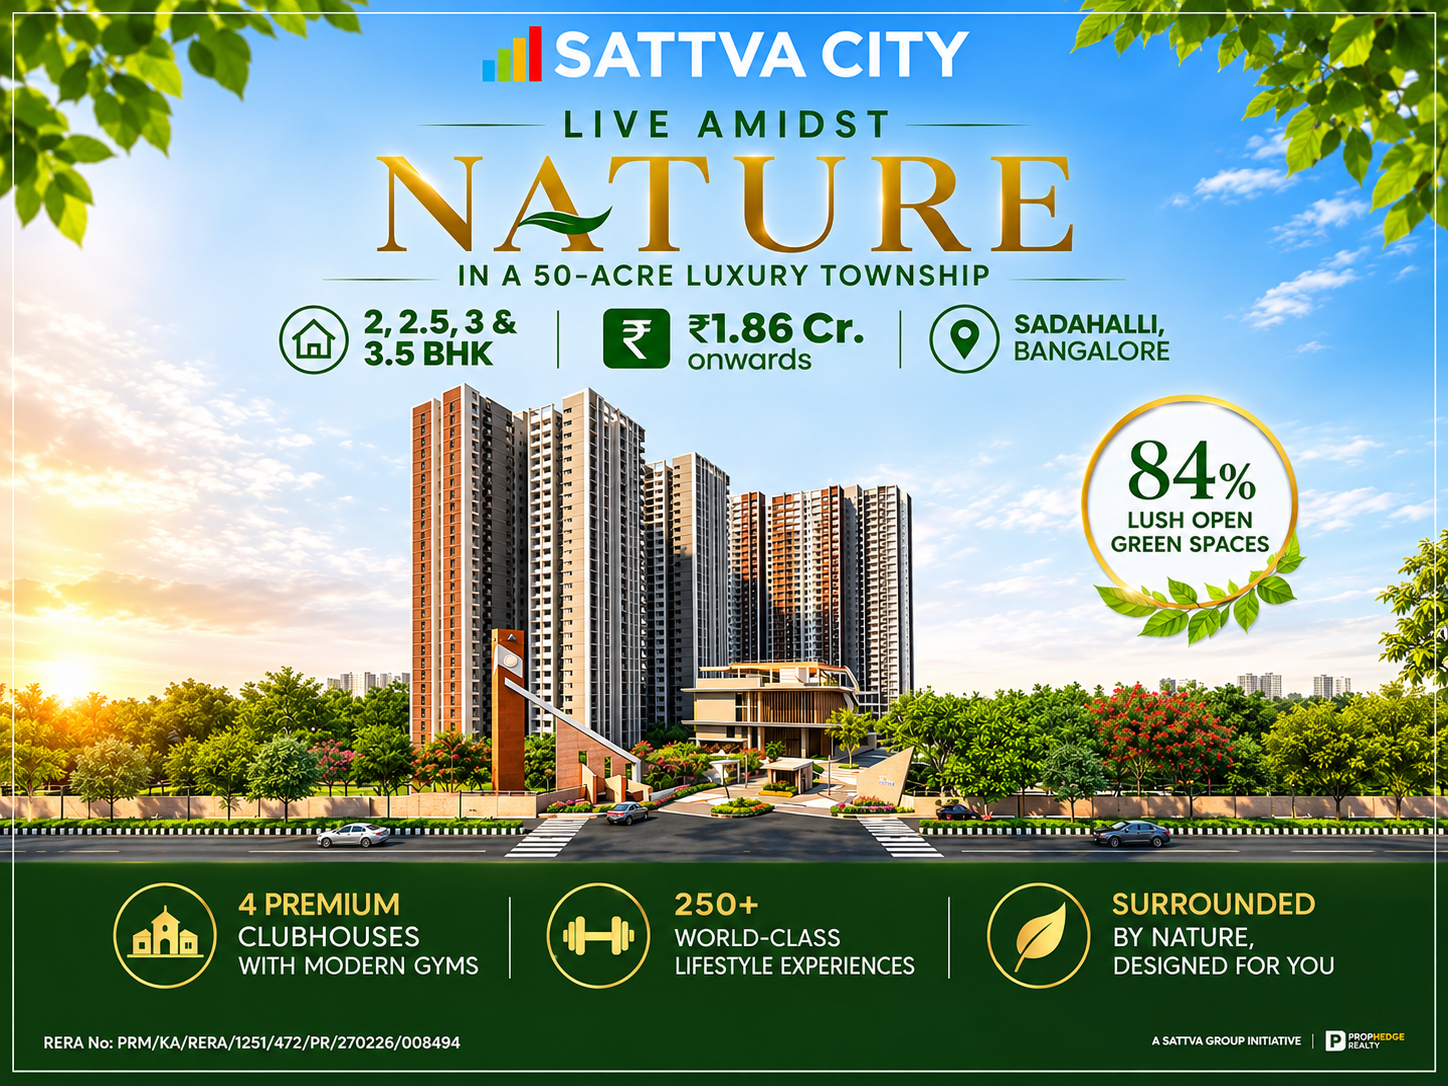 SATTVA CITY
LIVE AMIDST
NATURE
IN A 50-ACRE LUXURY TOWNSHIP
2, 2.5, 3 &
3.5 BHK
₹
₹1.86 Cr.
onwards
SADAHALLI,
BANGALORE
84%
LUSH OPEN
GREEN SPACES
4 PREMIUM
CLUBHOUSES
WITH MODERN GYMS
250+
WORLD-CLASS
LIFESTYLE EXPERIENCES
SURROUNDED
BY NATURE,
DESIGNED FOR YOU
RERA No: PRM/KA/RERA/1251/472/PR/270226/008494
A SATTVA GROUP INITIATIVE
PROPHEDGE
REALTY